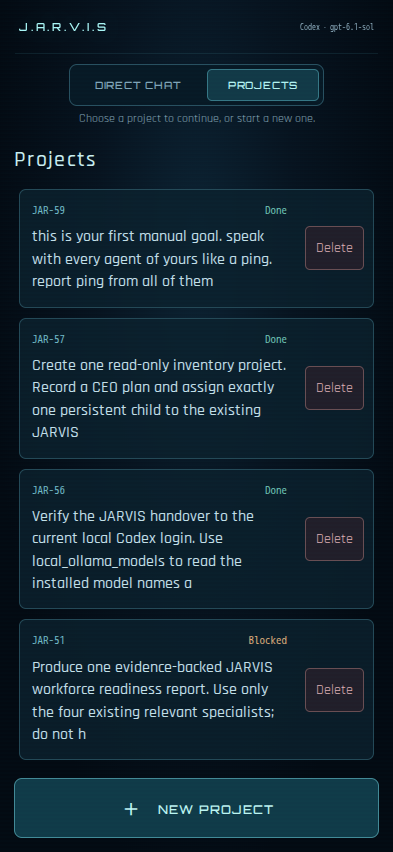 J.A.R.V.I.S
Codex · gpt-6.1-sol
DIRECT CHAT
PROJECTS
Choose a project to continue, or start a new one.
Projects
JAR-59
Done
this is your first manual goal. speak
with every agent of yours like a ping.
report ping from all of them
Delete
JAR-57
Done
Create one read-only inventory project.
Record a CEO plan and assign exactly
one persistent child to the existing
JARVIS
Delete
JAR-56
Done
Verify the JARVIS handover to the
current local Codex login. Use
local_ollama_models to read the
installed model names a
Delete
JAR-51
Blocked
Produce one evidence-backed JARVIS
workforce readiness report. Use only
the four existing relevant specialists;
do not h
Delete
+ NEW PROJECT